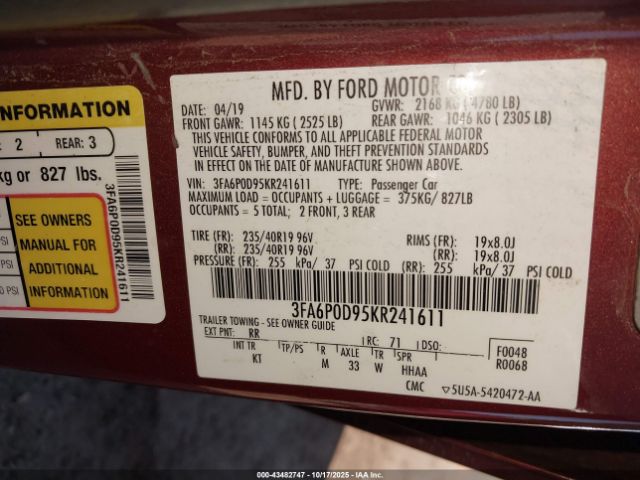 MFD. BY FORD MOTOR CO.
DATE: 04/19 GVWR: 2168 KG ( 4780 LB)
FRONT GAWR: 1145 KG ( 2525 LB) REAR GAWR: 1046 KG ( 2305 LB)
THIS VEHICLE CONFORMS TO ALL APPLICABLE FEDERAL MOTOR
VEHICLE SAFETY, BUMPER, AND THEFT PREVENTION STANDARDS
IN EFFECT ON THE DATE OF MANUFACTURE SHOWN ABOVE.
VIN: 3FA6P0D95KR241611 TYPE: Passenger Car
MAXIMUM LOAD = OCCUPANTS + LUGGAGE = 375KG/ 827LB
OCCUPANTS = 5 TOTAL; 2 FRONT, 3 REAR
TIRE (FR): 235/40R19 96V RIMS (FR): 19x8.0J
(RR): 235/40R19 96V (RR): 19x8.0J
PRESSURE (FR): 255 kPa/ 37 PSI COLD (RR): 255 kPa/ 37 PSI COLD
3FA6P0D95KR241611
TRAILER TOWING - SEE OWNER GUIDE
EXT PNT: RR RC: 71 DSO: F0048
INT TR TP/PS R AXLE TR SPR R0068
KT M 33 W HHAA
CMC ▽5U5A-5420472-AA
INFORMATION
2 REAR: 3
kg or 827 lbs.
SEE OWNERS
MANUAL FOR
ADDITIONAL
INFORMATION
PSI
PSI
0 PSI
3FA6P0D95KR241611
000-43482747 - 10/17/2025 - IAA, Inc.